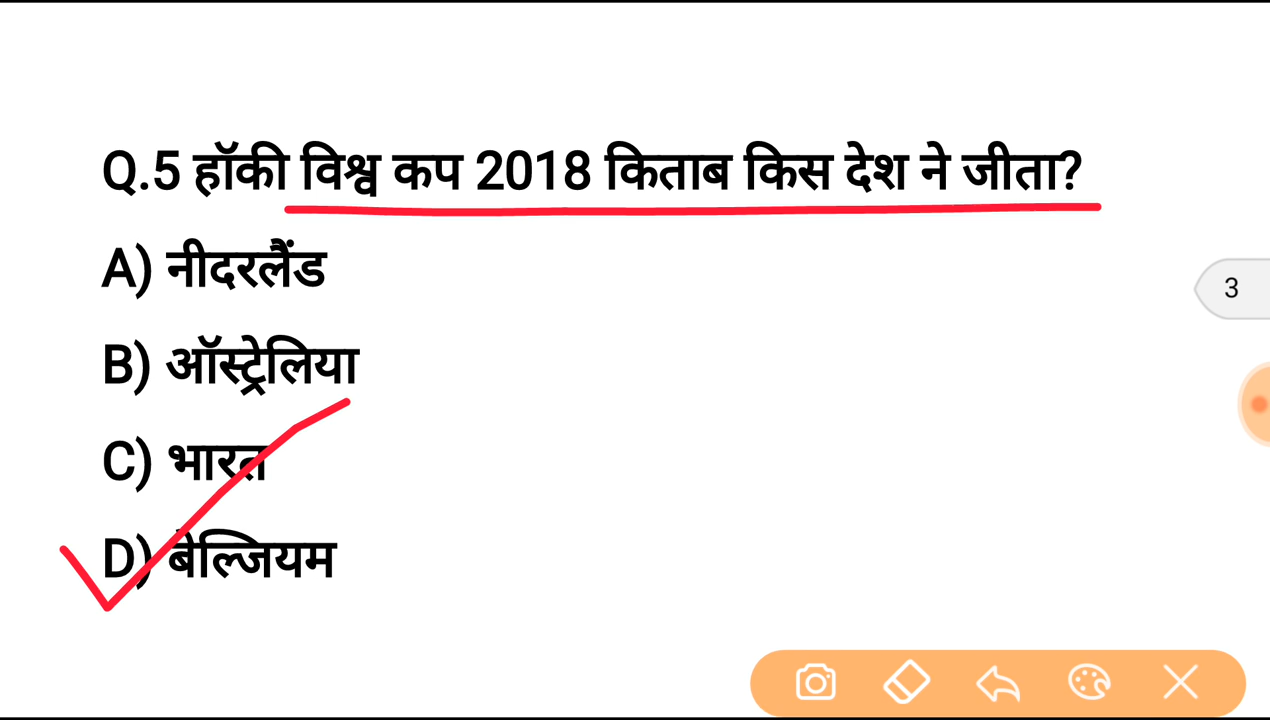 Q.5 हॉकी विश्व कप 2018 किताब किस देश ने जीता?
A) नीदरलैंड
B) ऑस्ट्रेलिया
3
C) भारत
D) बेल्जियम